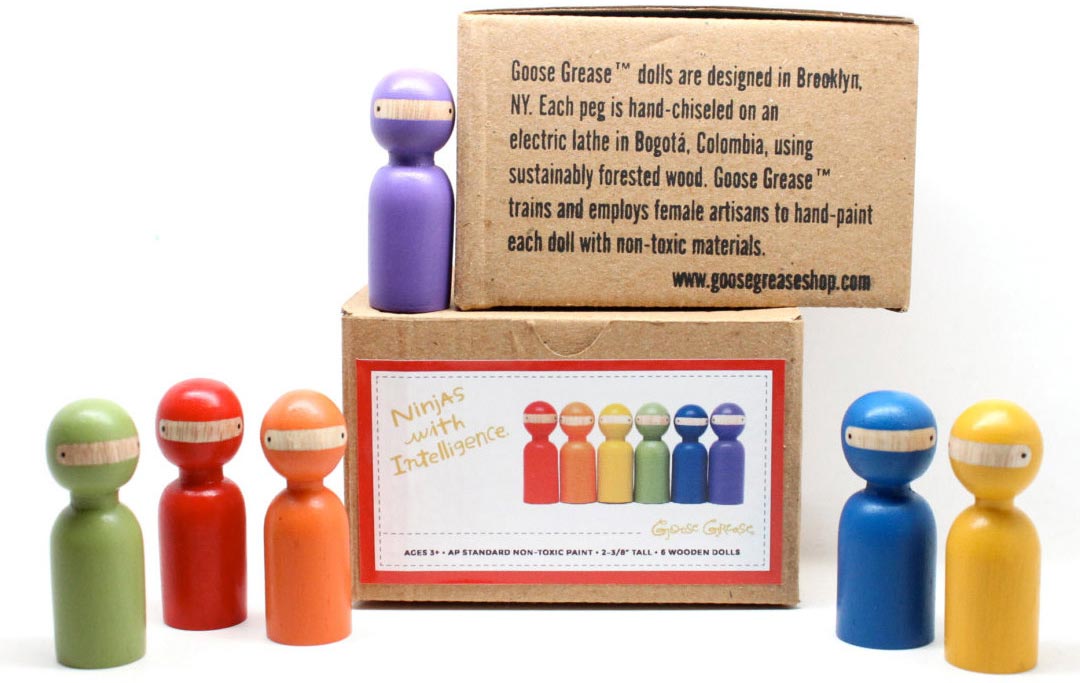 Goose Grease™ dolls are designed in Brooklyn,
NY. Each peg is hand-chiseled on an
electric lathe in Bogotá, Colombia, using
sustainably forested wood. Goose Grease™
trains and employs female artisans to hand-paint
each doll with non-toxic materials.
www.goosegreaseshop.com
Ninjas
with
Intelligence.
Goose Grease
AGES 3+ • AP STANDARD NON-TOXIC PAINT • 2-3/8" TALL • 6 WOODEN DOLLS